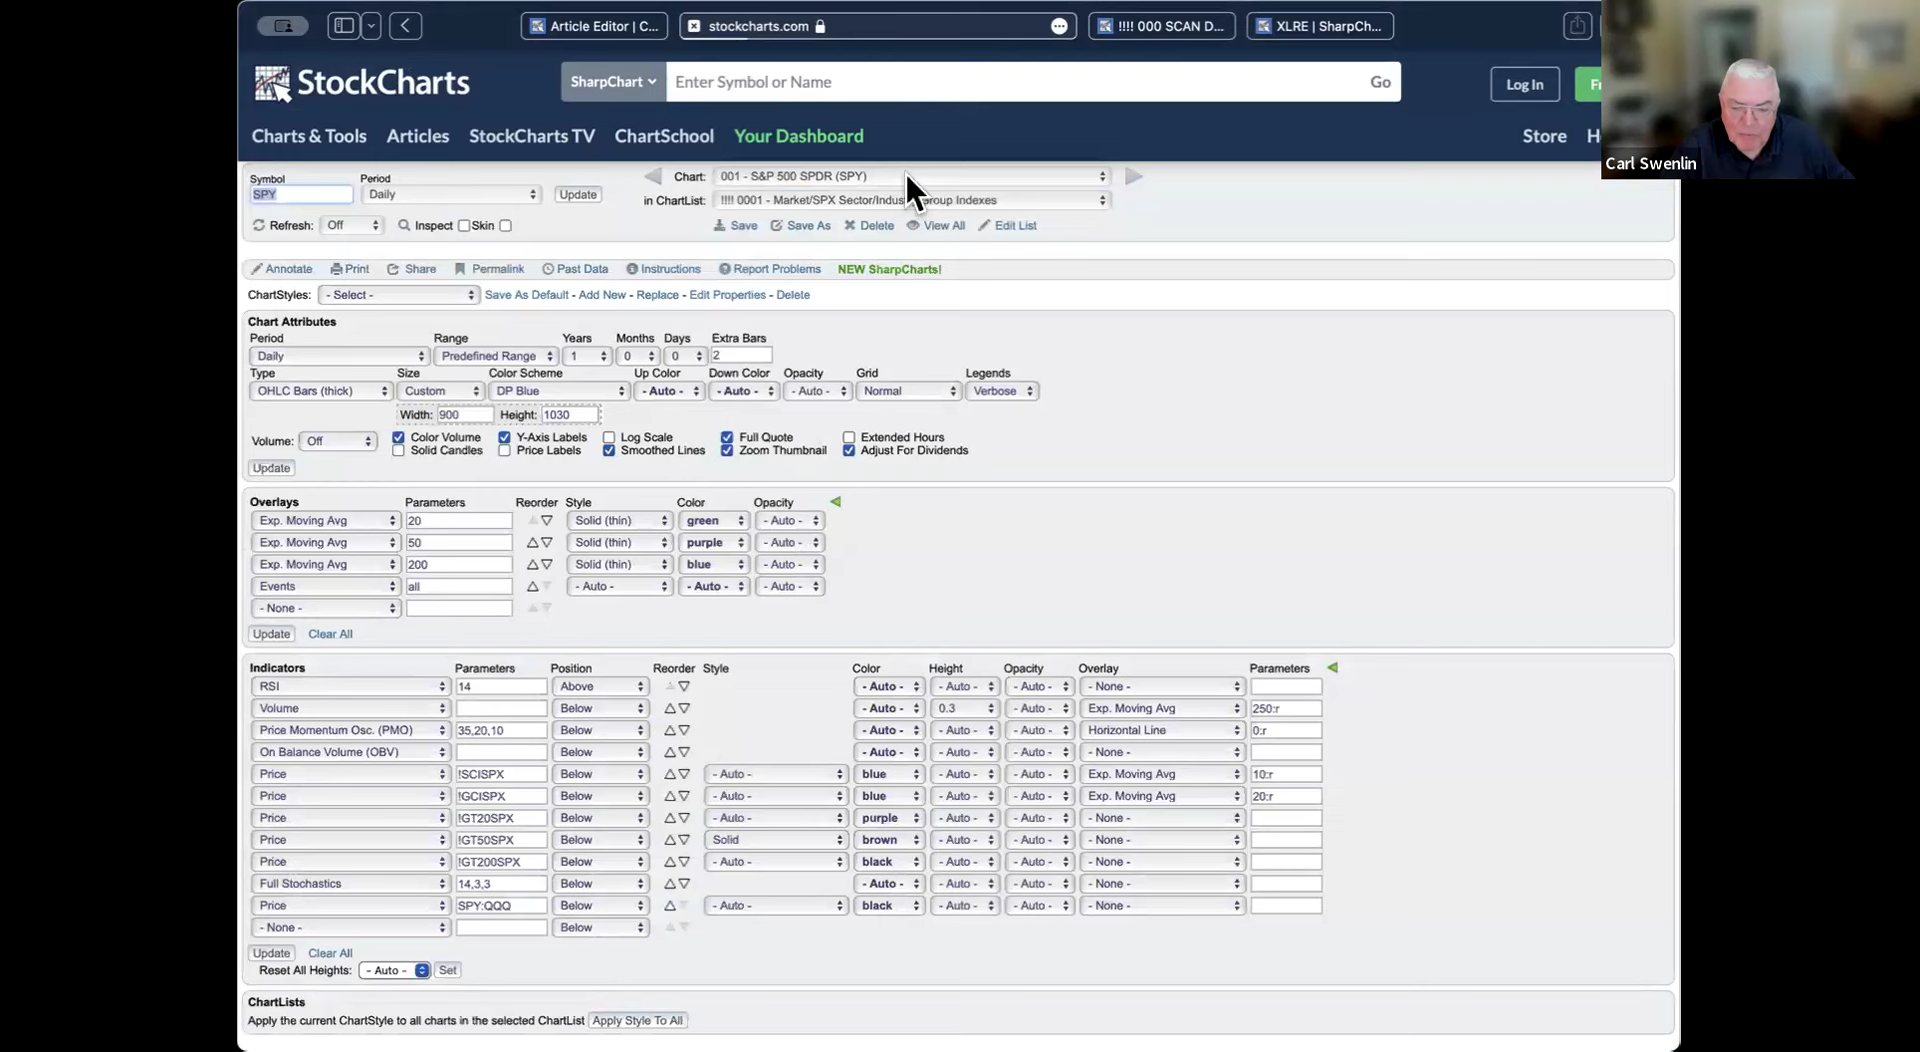 Article Editor | C...
stockcharts.com
!!!! 000 SCAN D...
XLRE | SharpCh...
StockCharts
SharpChart
Enter Symbol or Name
Go
Log In
Charts & Tools Articles StockCharts TV ChartSchool Your Dashboard Store
Carl Swenlin
Symbol Period
SPY Daily Update
Chart: 001 - S&P 500 SPDR (SPY)
in ChartList: !!!! 0001 - Market/SPX Sector/Indus Group Indexes
Refresh: Off Inspect Skin
Save Save As Delete View All Edit List
Annotate Print Share Permalink Past Data Instructions Report Problems NEW SharpCharts!
ChartStyles: - Select - Save As Default - Add New - Replace - Edit Properties - Delete
Chart Attributes
Period Range Years Months Days Extra Bars
Daily Predefined Range 1 0 0 2
Type Size Color Scheme Up Color Down Color Opacity Grid Legends
OHLC Bars (thick) Custom DP Blue - Auto - - Auto - - Auto - Normal Verbose
Width: 900 Height: 1030
Volume: Off Color Volume Y-Axis Labels Log Scale Full Quote Extended Hours
Solid Candles Price Labels Smoothed Lines Zoom Thumbnail Adjust For Dividends
Update
Overlays Parameters Reorder Style Color Opacity
Exp. Moving Avg 20 Solid (thin) green - Auto -
Exp. Moving Avg 50 Solid (thin) purple - Auto -
Exp. Moving Avg 200 Solid (thin) blue - Auto -
Events all - Auto - - Auto - - Auto -
- None -
Update Clear All
Indicators Parameters Position Reorder Style Color Height Opacity Overlay Parameters
RSI 14 Above - Auto - - Auto - - Auto - - None -
Volume Below - Auto - 0.3 - Auto - Exp. Moving Avg 250:r
Price Momentum Osc. (PMO) 35,20,10 Below - Auto - - Auto - - Auto - Horizontal Line 0:r
On Balance Volume (OBV) Below - Auto - - Auto - - Auto - - None -
Price !SCISPX Below - Auto - blue - Auto - - Auto - Exp. Moving Avg 10:r
Price !GCISPX Below - Auto - blue - Auto - - Auto - Exp. Moving Avg 20:r
Price !GT20SPX Below - Auto - purple - Auto - - Auto - - None -
Price !GT50SPX Below Solid brown - Auto - - Auto - - None -
Price !GT200SPX Below - Auto - black - Auto - - Auto - - None -
Full Stochastics 14,3,3 Below - Auto - - Auto - - Auto - - None -
Price SPY:QQQ Below - Auto - black - Auto - - Auto - - None -
- None - Below
Update Clear All
Reset All Heights: - Auto - Set
ChartLists
Apply the current ChartStyle to all charts in the selected ChartList Apply Style To All